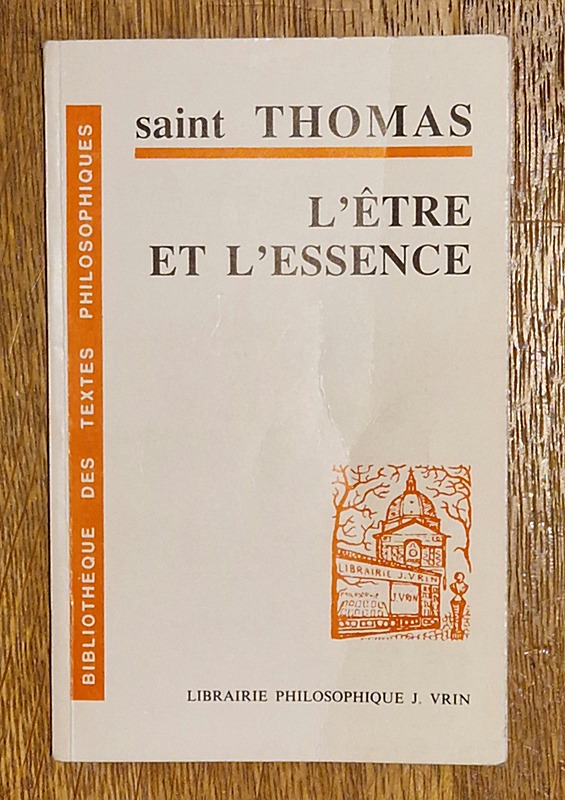 saint THOMAS
L'ÊTRE
ET L'ESSENCE
BIBLIOTHÈQUE DES TEXTES PHILOSOPHIQUES
LIBRAIRIE J. VRIN
J. VRIN
LIBRAIRIE PHILOSOPHIQUE J. VRIN